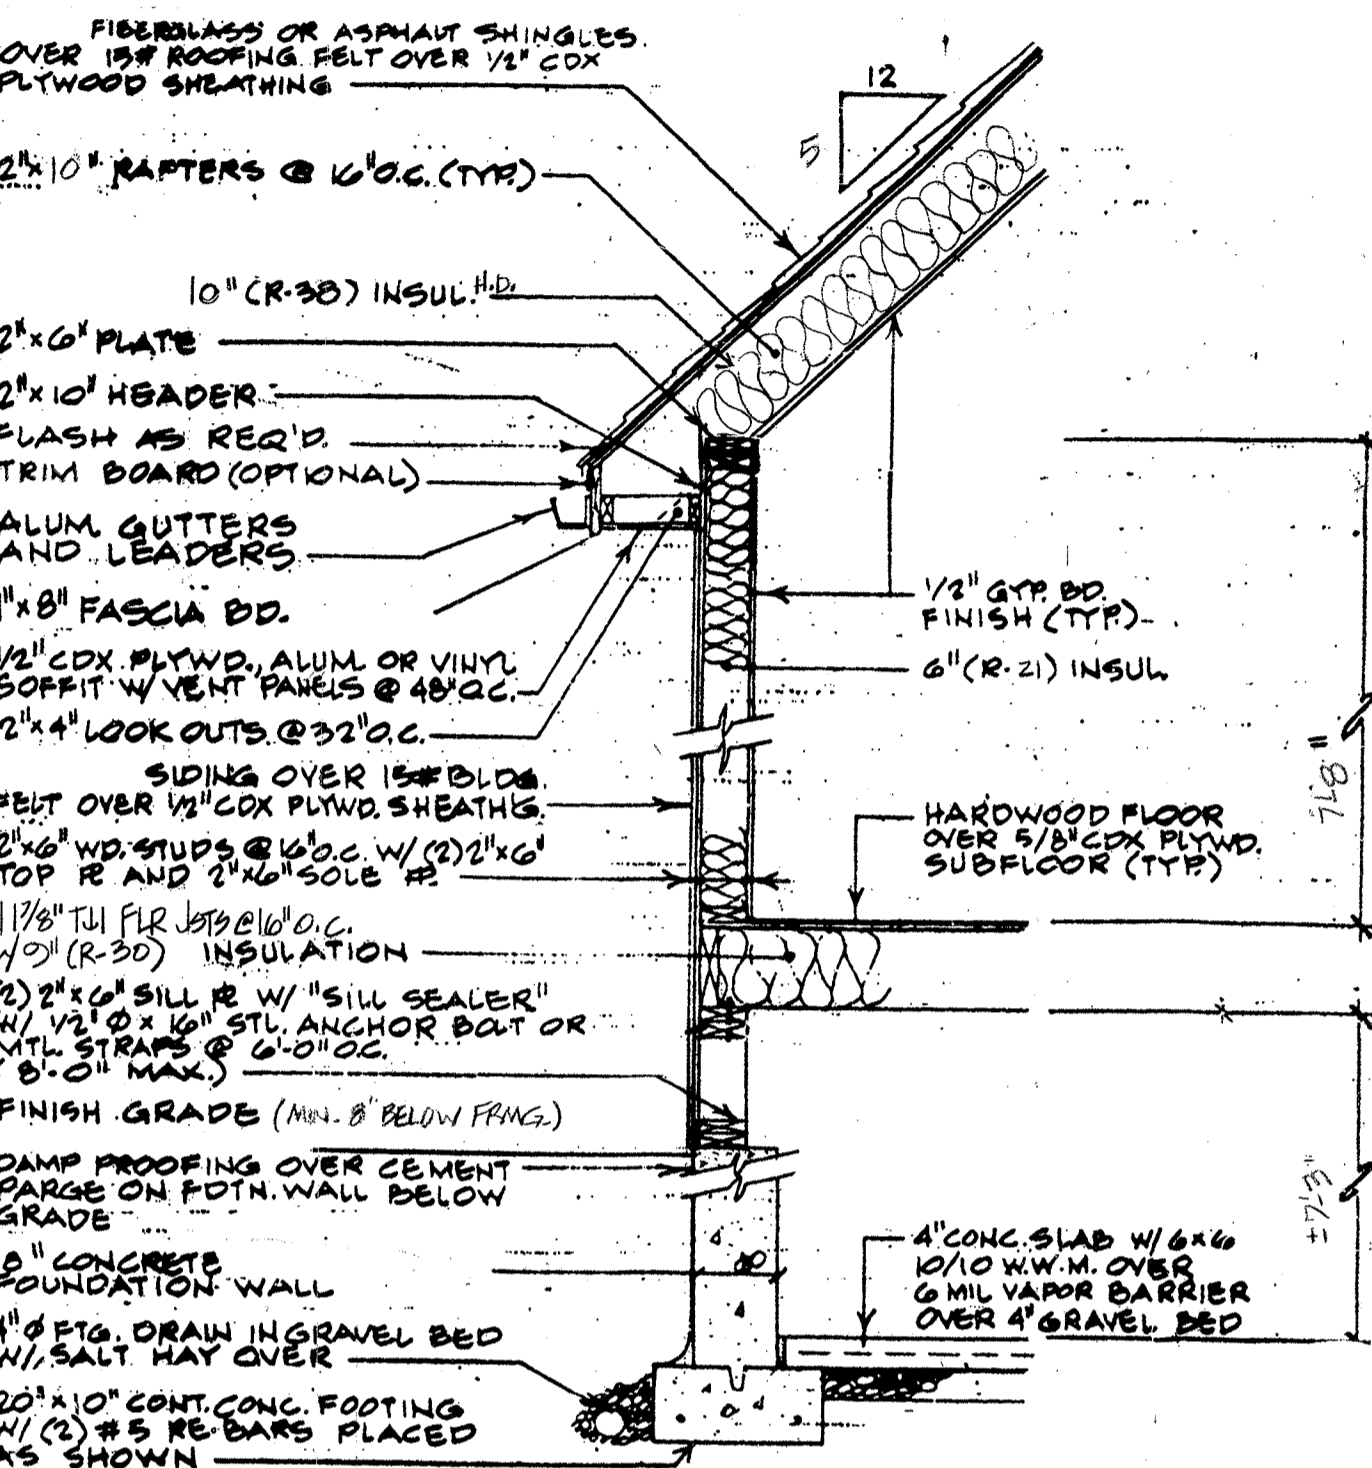 FIBERGLASS OR ASPHALT SHINGLES
OVER 15# ROOFING FELT OVER 1/2" CDX
PLYWOOD SHEATHING
2"x10" RAFTERS @ 16" O.C. (TYP.)
10" (R-38) INSUL. H.D.
2"x6" PLATE
2"x10" HEADER
FLASH AS REQ'D.
TRIM BOARD (OPTIONAL)
ALUM. GUTTERS
AND LEADERS
1"x8" FASCIA BD.
1/2" CDX PLYWD., ALUM. OR VINYL
SOFFIT W/ VENT PANELS @ 48" O.C.
2"x4" LOOK OUTS @ 32" O.C.
SIDING OVER 15# BLDG.
FELT OVER 1/2" CDX PLYWD. SHEATH'G.
2"x6" WD. STUDS @ 16" O.C. W/ (2) 2"x6"
TOP PL AND 2"x6" SOLE PL
11 7/8" TJI FLR JSTS @ 16" O.C.
W/ 9" (R-30) INSULATION
(2) 2"x6" SILL PL W/ "SILL SEALER"
W/ 1/2" Ø x 16" STL. ANCHOR BOLT OR
MTL. STRAPS @ 6'-0" O.C.
(8'-0" MAX.)
FINISH GRADE (MIN. 8" BELOW FRMG.)
DAMP PROOFING OVER CEMENT
PARGE ON FDTN. WALL BELOW
GRADE
8" CONCRETE
FOUNDATION WALL
4" Ø FTG. DRAIN IN GRAVEL BED
W/ SALT HAY OVER
20" x 10" CONT. CONC. FOOTING
W/ (2) #5 RE-BARS PLACED
AS SHOWN
12
5
1/2" GYP. BD.
FINISH (TYP.)
6" (R-21) INSUL.
HARDWOOD FLOOR
OVER 5/8" CDX PLYWD.
SUBFLOOR (TYP.)
4" CONC. SLAB W/ 6x6
10/10 W.W.M. OVER
6 MIL VAPOR BARRIER
OVER 4" GRAVEL BED
±7'-3"